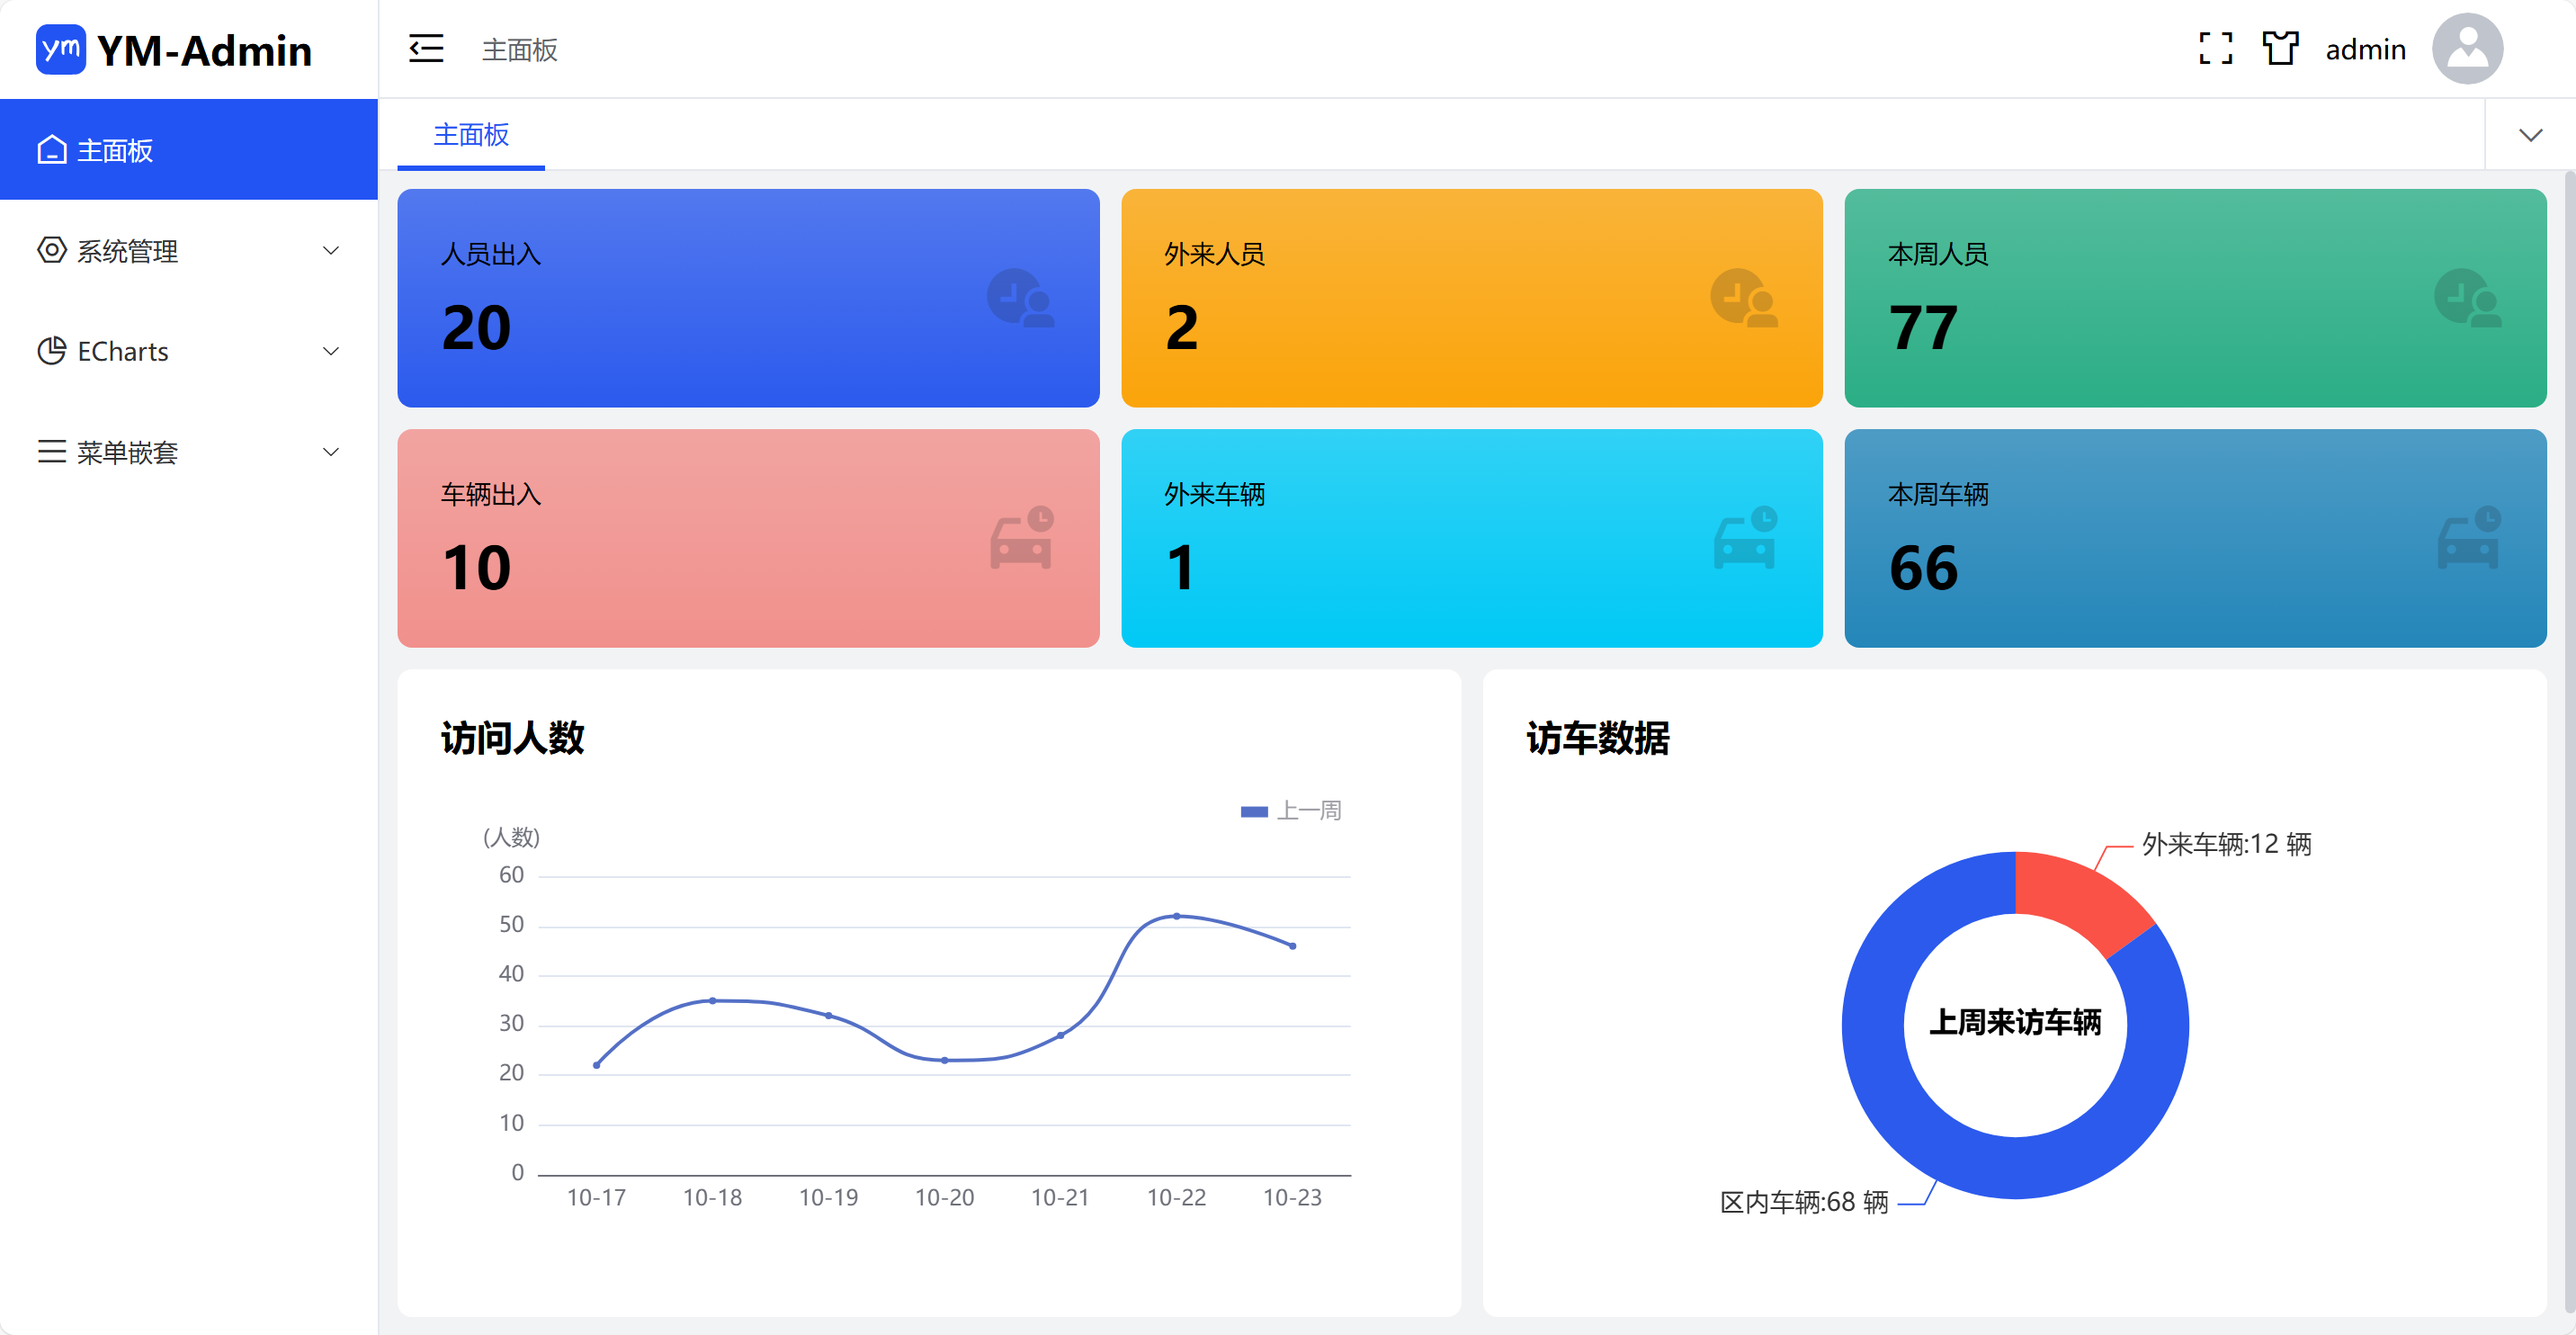 ym YM-Admin
主面板
admin
主面板
系统管理
ECharts
菜单嵌套
主面板
人员出入
20
外来人员
2
本周人员
77
车辆出入
10
外来车辆
1
本周车辆
66
访问人数
上一周
(人数)
60
50
40
30
20
10
0
10-17 10-18 10-19 10-20 10-21 10-22 10-23
访车数据
外来车辆:12 辆
上周来访车辆
区内车辆:68 辆